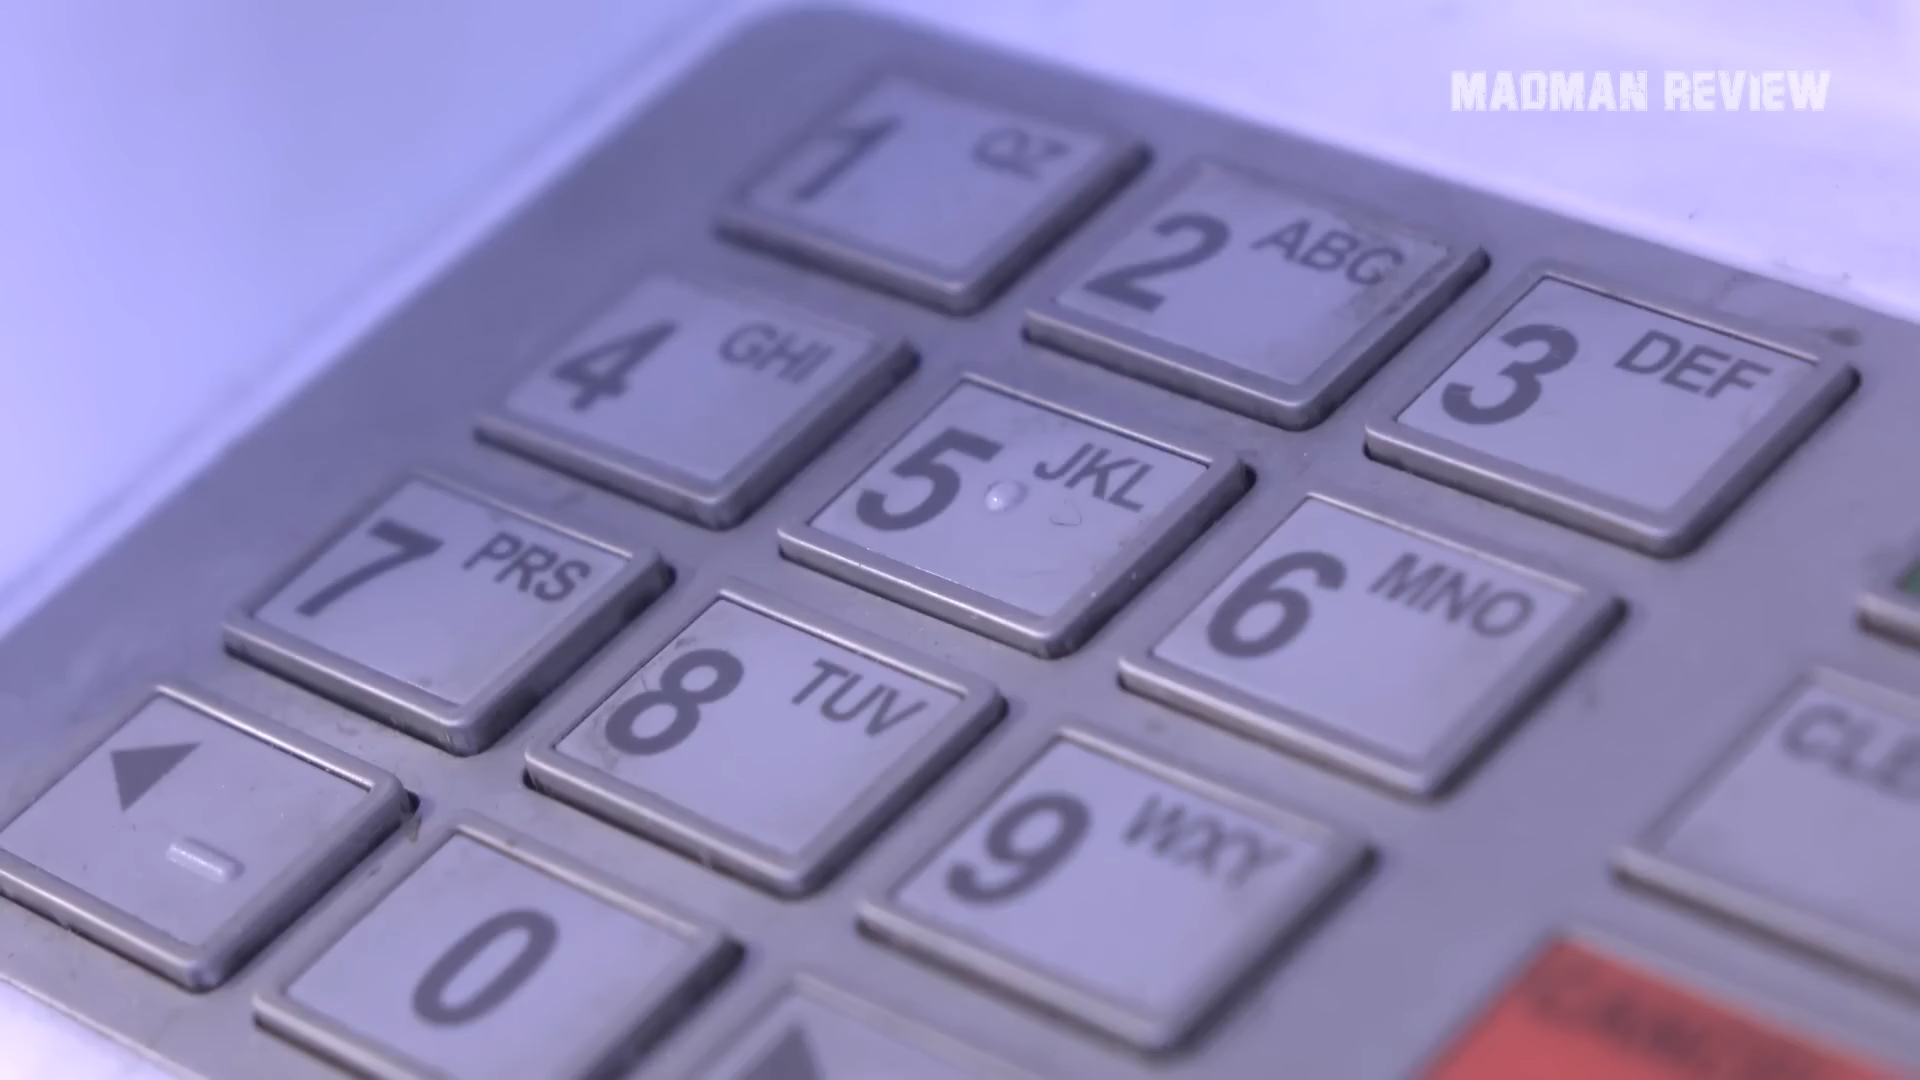 MADMAN REVIEW
1 QZ
2 ABC
3 DEF
4 GHI
5 JKL
6 MNO
7 PRS
8 TUV
9 WXY
0